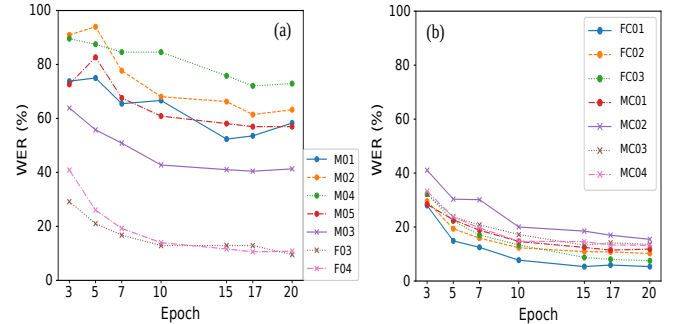 (a)
WER (%)
100
80
60
40
20
0
3 5 7 10 15 17 20
Epoch
M01
M02
M04
M05
M03
F03
F04
(b)
WER (%)
100
80
60
40
20
0
3 5 7 10 15 17 20
Epoch
FC01
FC02
FC03
MC01
MC02
MC03
MC04